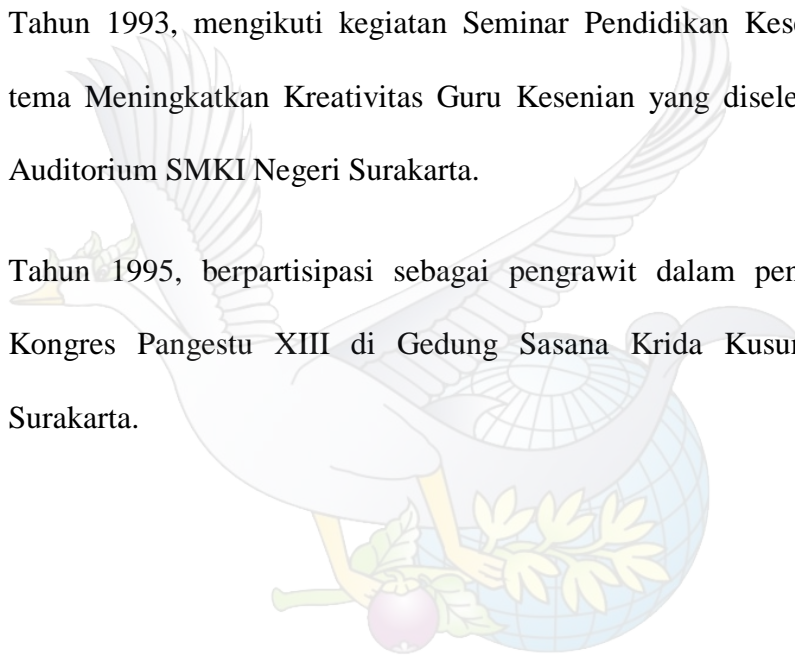 Tahun 1993, mengikuti kegiatan Seminar Pendidikan Kese
tema Meningkatkan Kreativitas Guru Kesenian yang disele
Auditorium SMKI Negeri Surakarta.
Tahun 1995, berpartisipasi sebagai pengrawit dalam pen
Kongres Pangestu XIII di Gedung Sasana Krida Kusu
Surakarta.